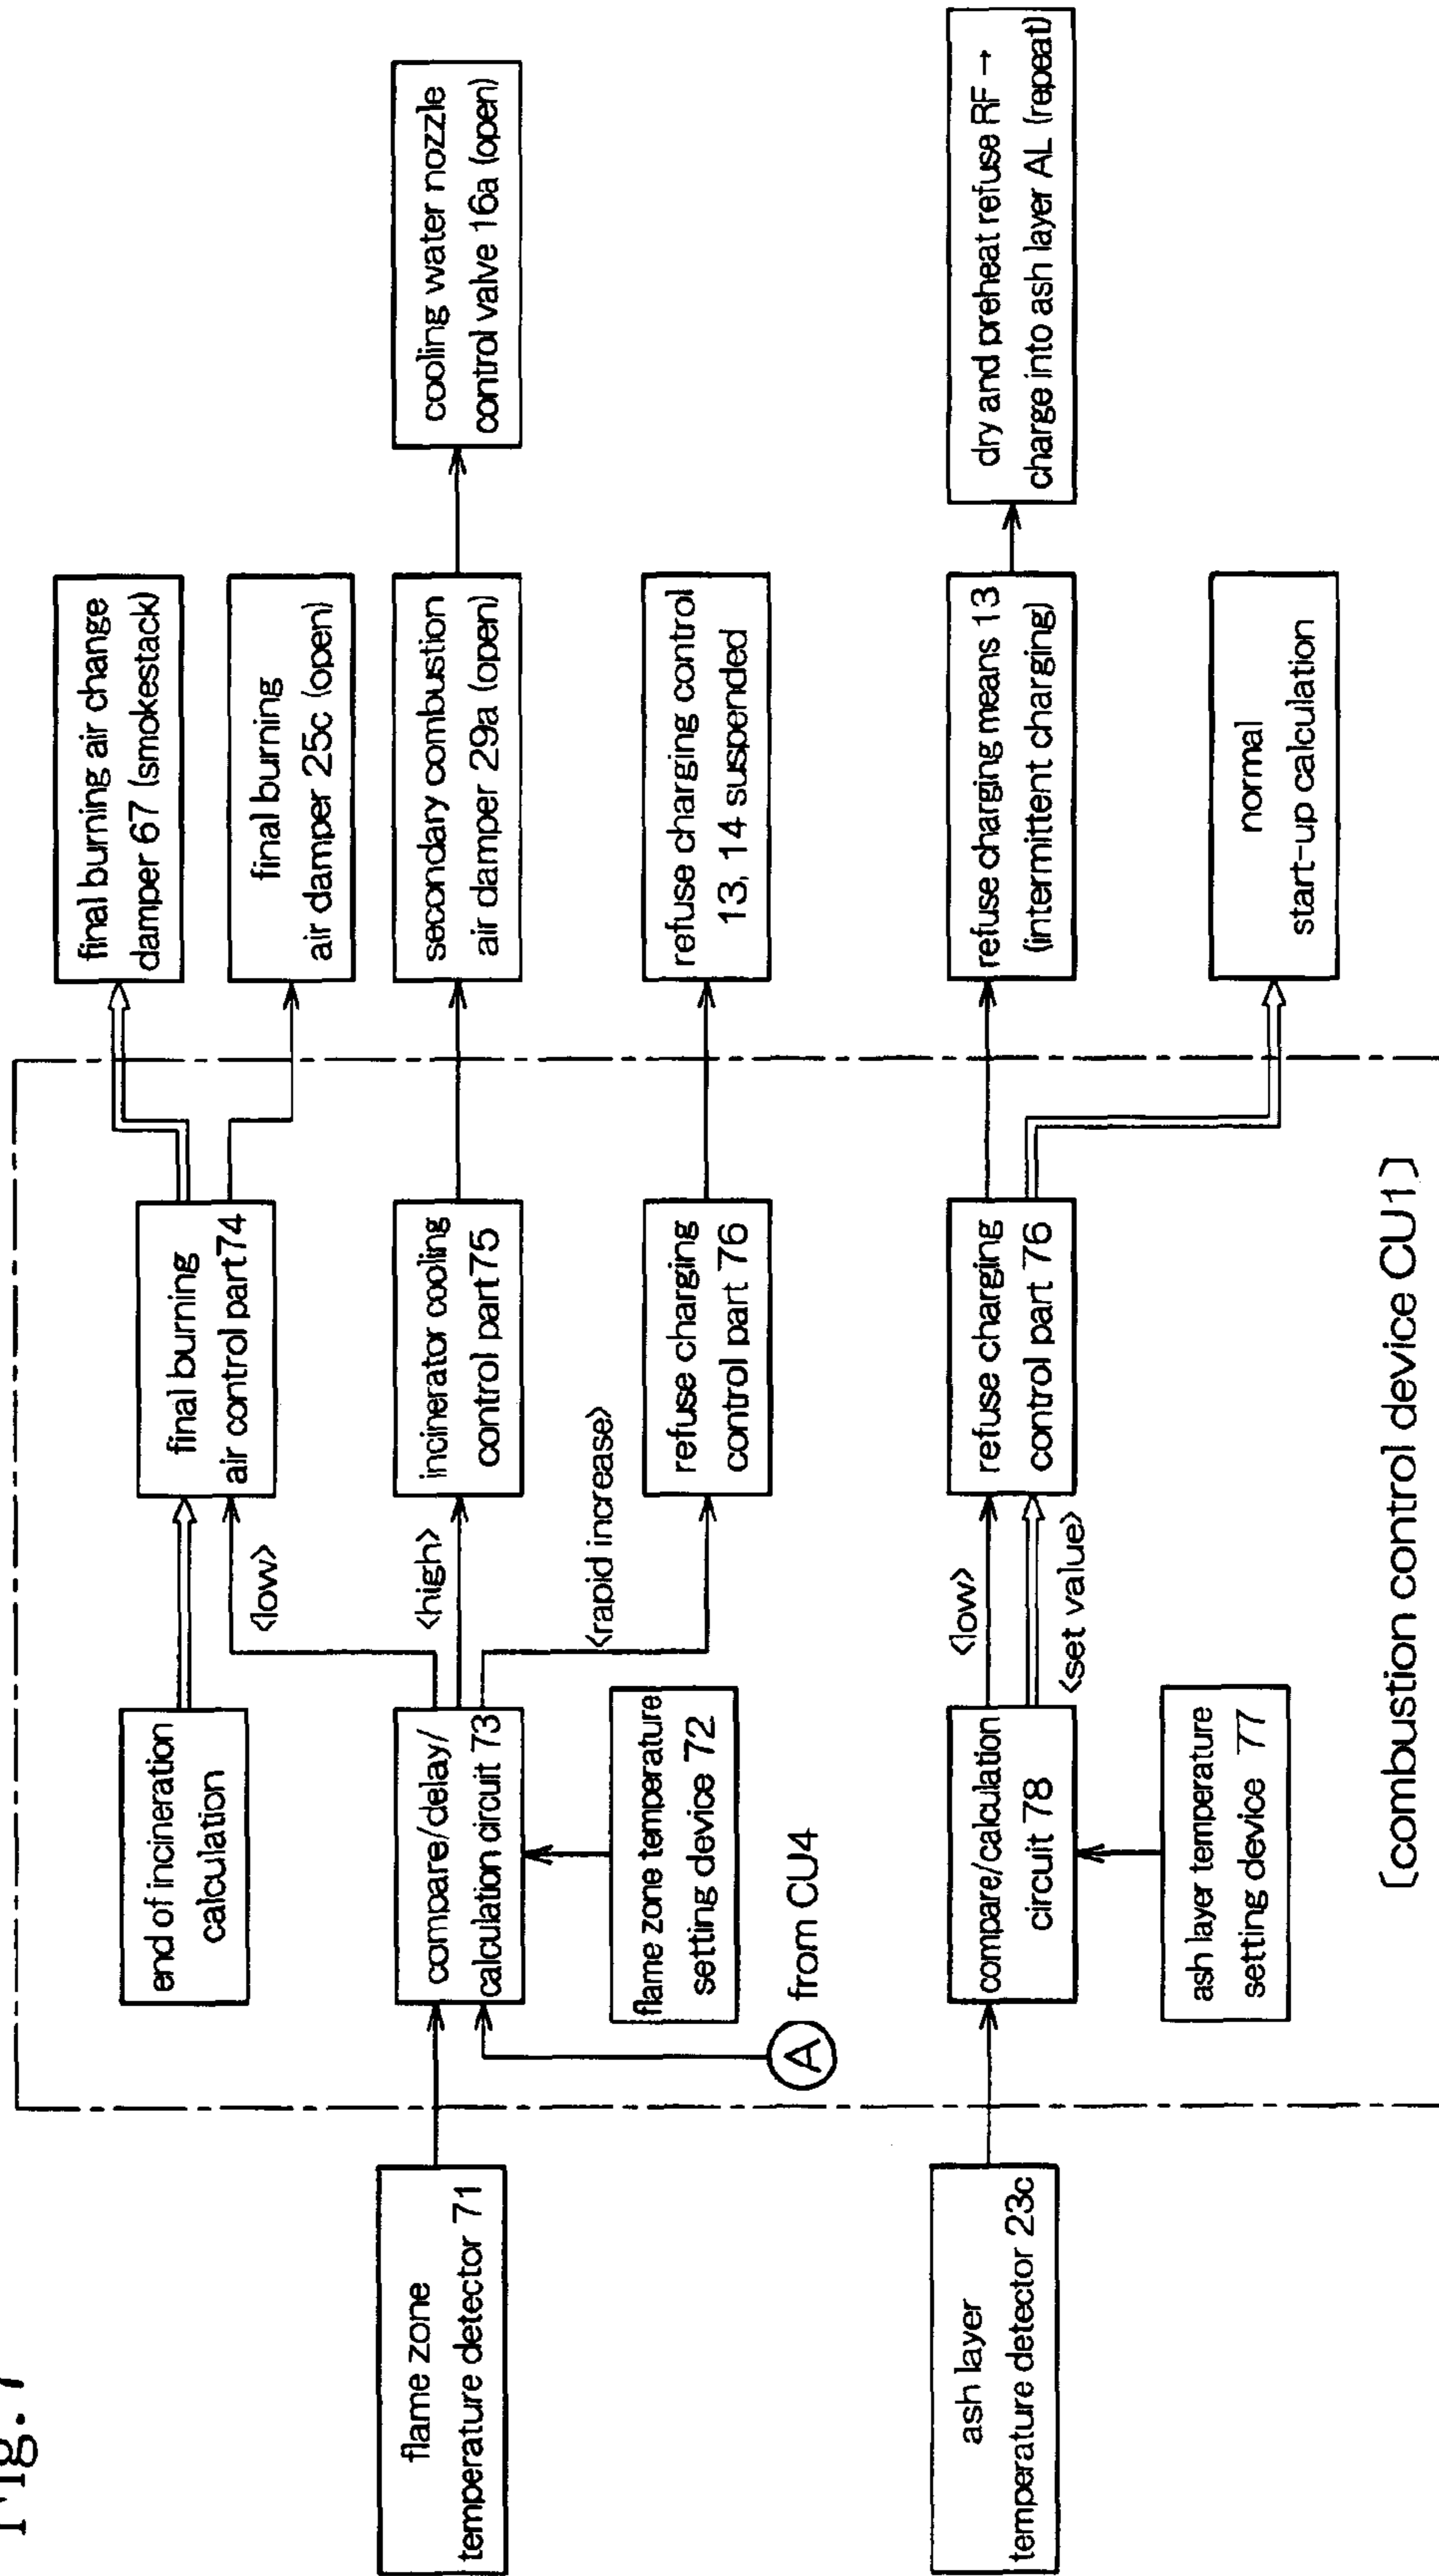 Fig. 7
flame zone
temperature detector 71
ash layer
temperature detector 23c
end of incineration
calculation
compare/delay/
calculation circuit 73
flame zone temperature
setting device 72
A from CU4
compare/calculation
circuit 78
ash layer temperature
setting device 77
<low>
<high>
<rapid increase>
<low>
<set value>
final burning
air control part 74
incinerator cooling
control part 75
refuse charging
control part 76
refuse charging
control part 76
final burning air change
damper 67 (smokestack)
final burning
air damper 25c (open)
secondary combustion
air damper 29a (open)
refuse charging control
13, 14 suspended
refuse charging means 13
(intermittent charging)
normal
start-up calculation
cooling water nozzle
control valve 16a (open)
dry and preheat refuse RF →
charge into ash layer AL (repeat)
(combustion control device CU1)